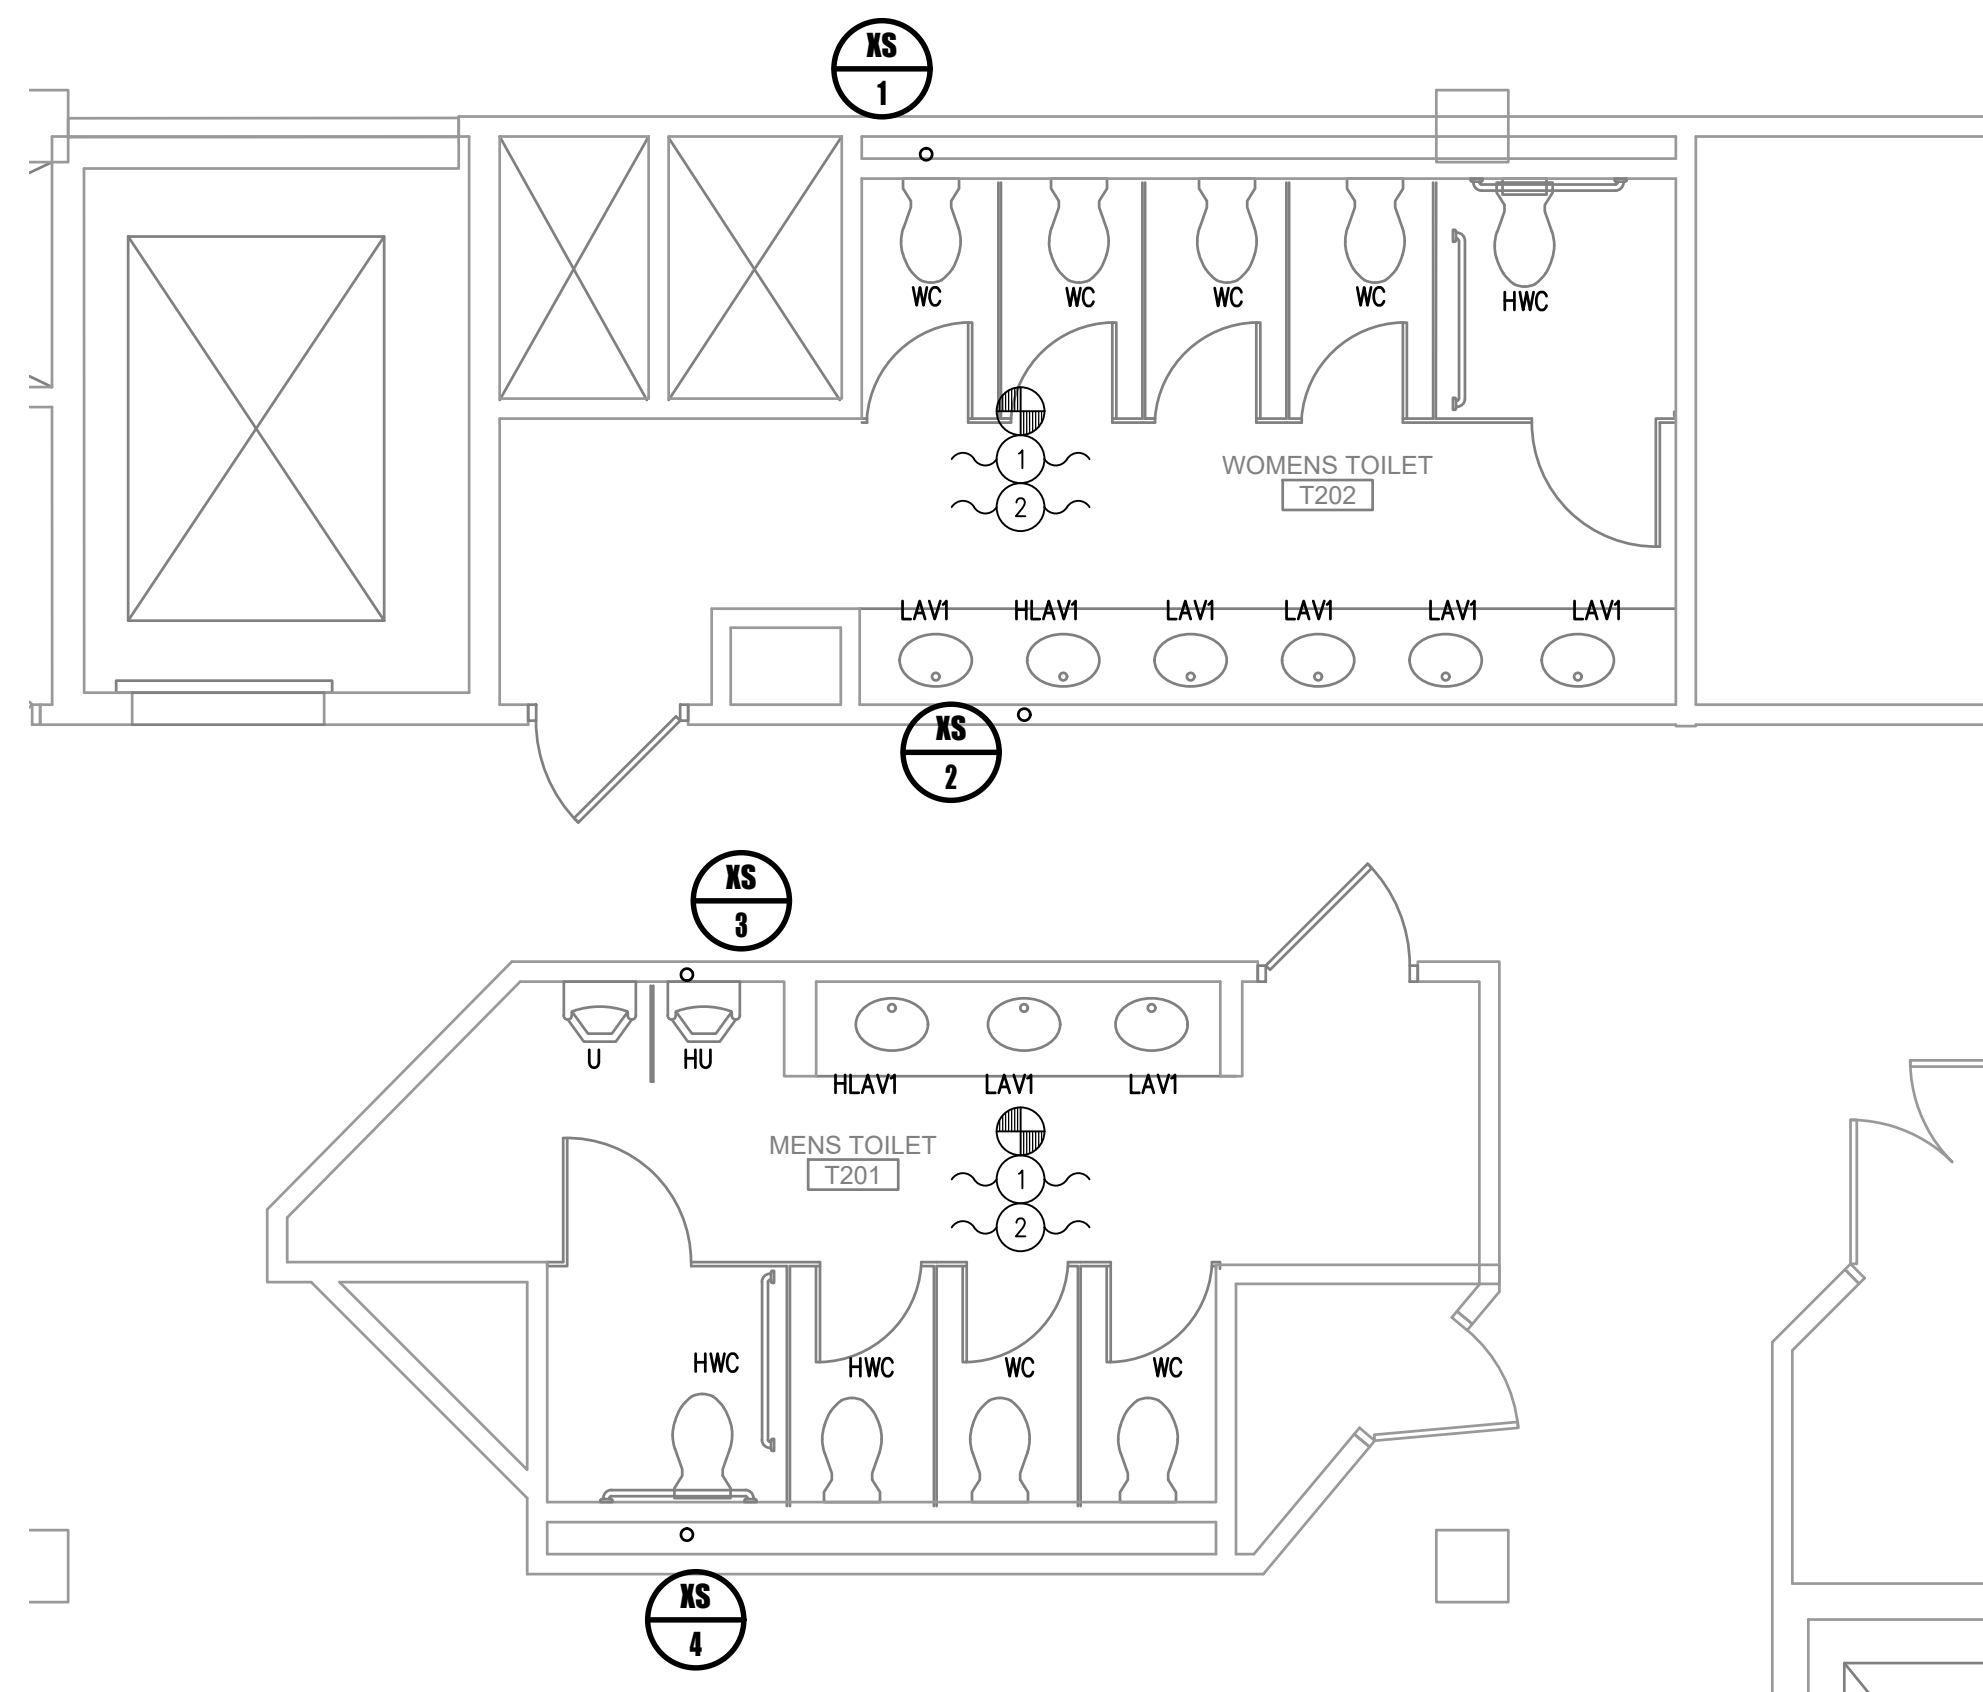 XS
1
WC WC WC WC HWC
1
2
WOMENS TOILET
T202
LAV1 HLAV1 LAV1 LAV1 LAV1 LAV1
XS
2
XS
3
U HU HLAV1 LAV1 LAV1
MENS TOILET
T201
1
2
HWC HWC WC WC
XS
4